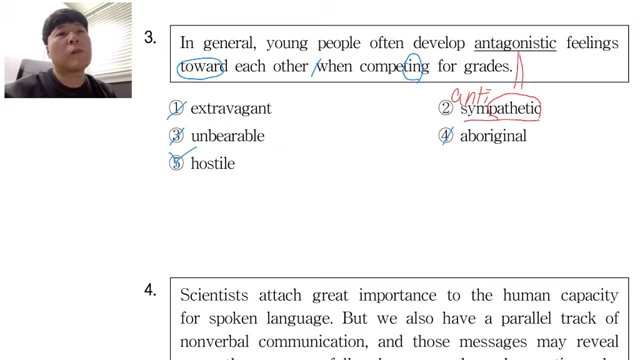 3.
In general, young people often develop antagonistic feelings
toward each other when competing for grades.
① extravagant
anti
② sympathetic
③ unbearable
④ aboriginal
⑤ hostile
4.
Scientists attach great importance to the human capacity
for spoken language. But we also have a parallel track of
nonverbal communication, and those messages may reveal